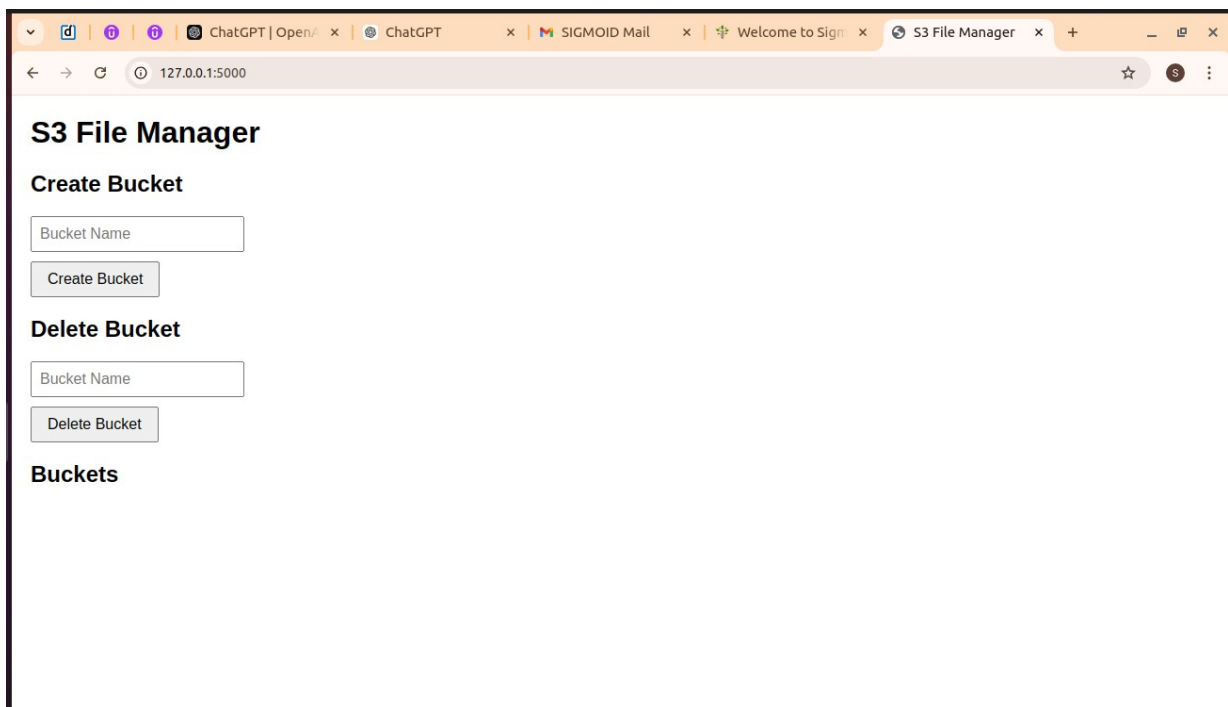 ChatGPT | OpenA ChatGPT SIGMOID Mail Welcome to Sigm S3 File Manager
127.0.0.1:5000 S
S3 File Manager
Create Bucket
Bucket Name
Create Bucket
Delete Bucket
Bucket Name
Delete Bucket
Buckets